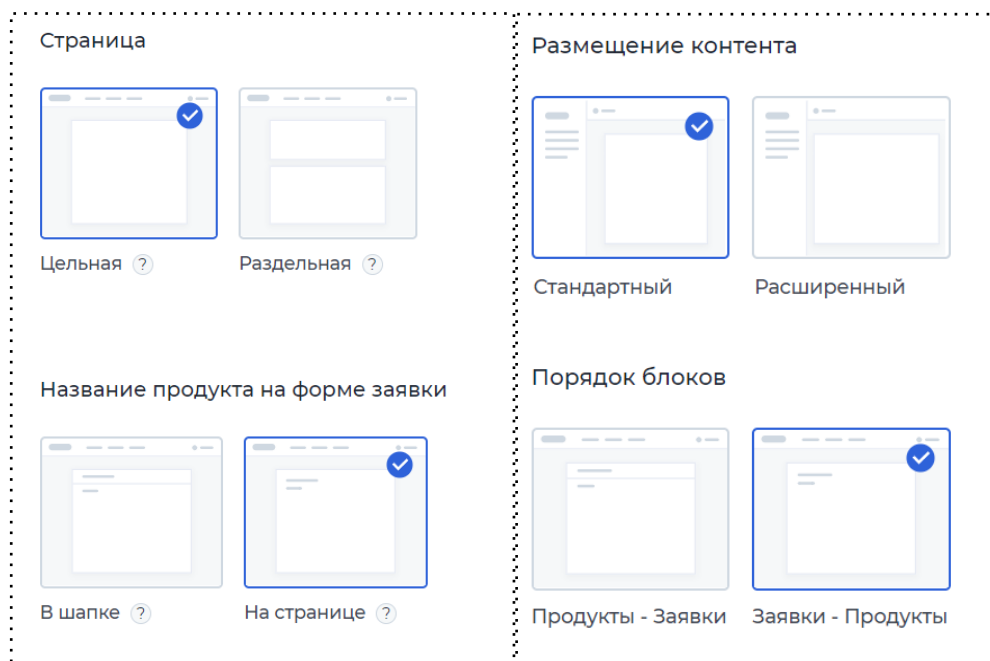 Страница
Цельная ?
Раздельная ?
Название продукта на форме заявки
В шапке ?
На странице ?
Размещение контента
Стандартный
Расширенный
Порядок блоков
Продукты - Заявки
Заявки - Продукты